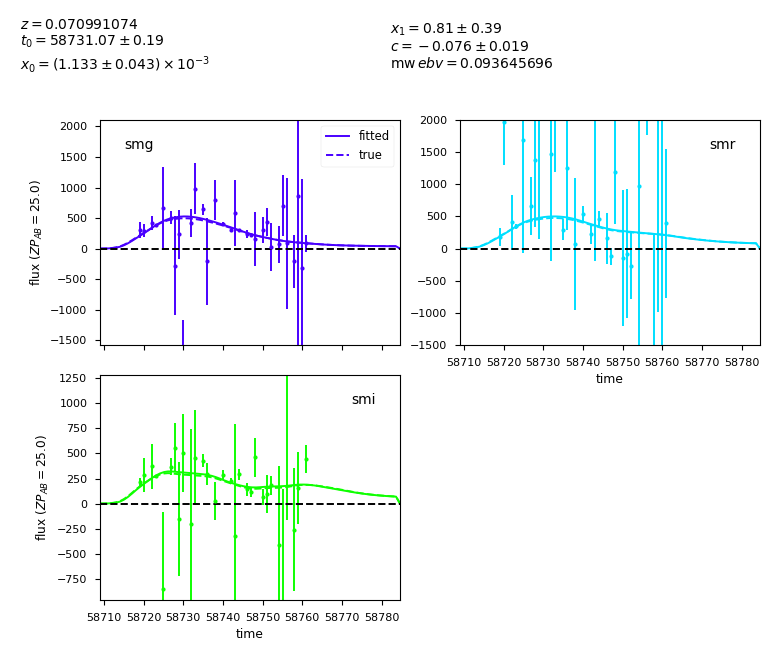 z = 0.070991074
t0 = 58731.07 ± 0.19
x0 = (1.133 ± 0.043) × 10^−3
x1 = 0.81 ± 0.39
c = −0.076 ± 0.019
mwebv = 0.093645696
smg
fitted
true
2000
1500
1000
500
0
−500
−1000
−1500
flux (ZPAB = 25.0)
smr
2000
1500
1000
500
0
−500
−1000
−1500
58710 58720 58730 58740 58750 58760 58770 58780
time
smi
1250
1000
750
500
250
0
−250
−500
−750
flux (ZPAB = 25.0)
58710 58720 58730 58740 58750 58760 58770 58780
time